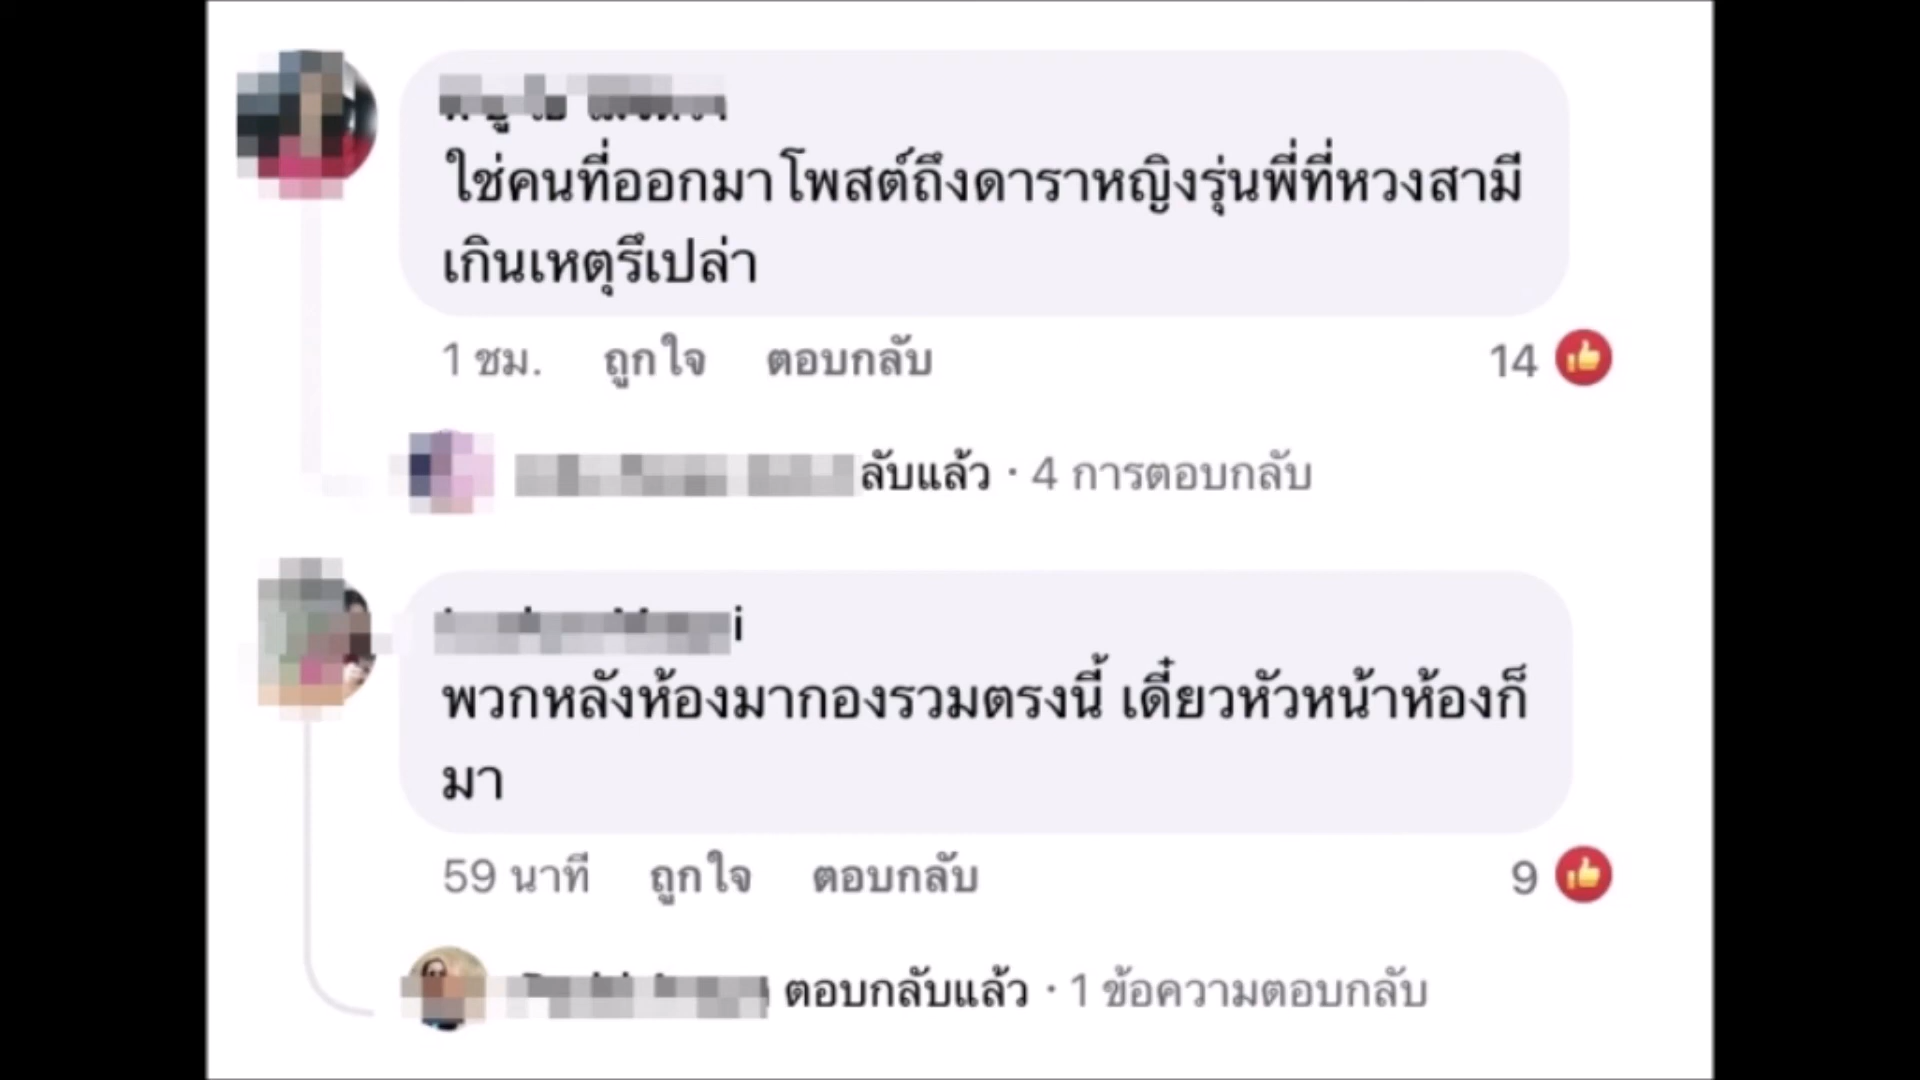 ใช่คนที่ออกมาโพสต์ถึงดาราหญิงรุ่นพี่ที่หวงสามี
เกินเหตุรึเปล่า
1 ชม. ถูกใจ ตอบกลับ 14
ลับแล้ว · 4 การตอบกลับ
i
พวกหลังห้องมากองรวมตรงนี้ เดี๋ยวหัวหน้าห้องก็
มา
59 นาที ถูกใจ ตอบกลับ 9
ตอบกลับแล้ว · 1 ข้อความตอบกลับ